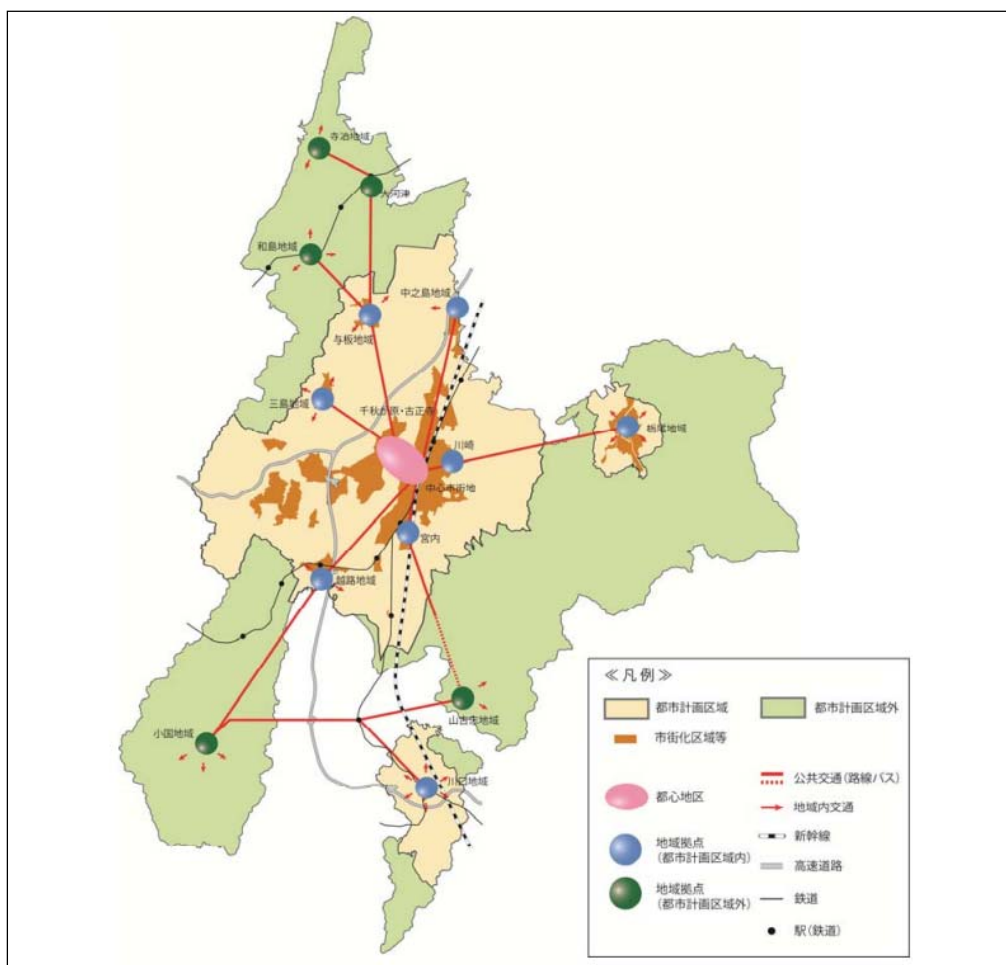 寺泊地域
大河津
和島地域
中之島地域
与板地域
三島地域
千秋が原・古正寺
川崎
栃尾地域
中心市街地
宮内
越路地域
山古志地域
小国地域
川口地域
≪凡例≫
都市計画区域
都市計画区域外
市街化区域等
公共交通(路線バス)
都心地区
地域内交通
新幹線
地域拠点
(都市計画区域内)
高速道路
地域拠点
(都市計画区域外)
鉄道
駅(鉄道)